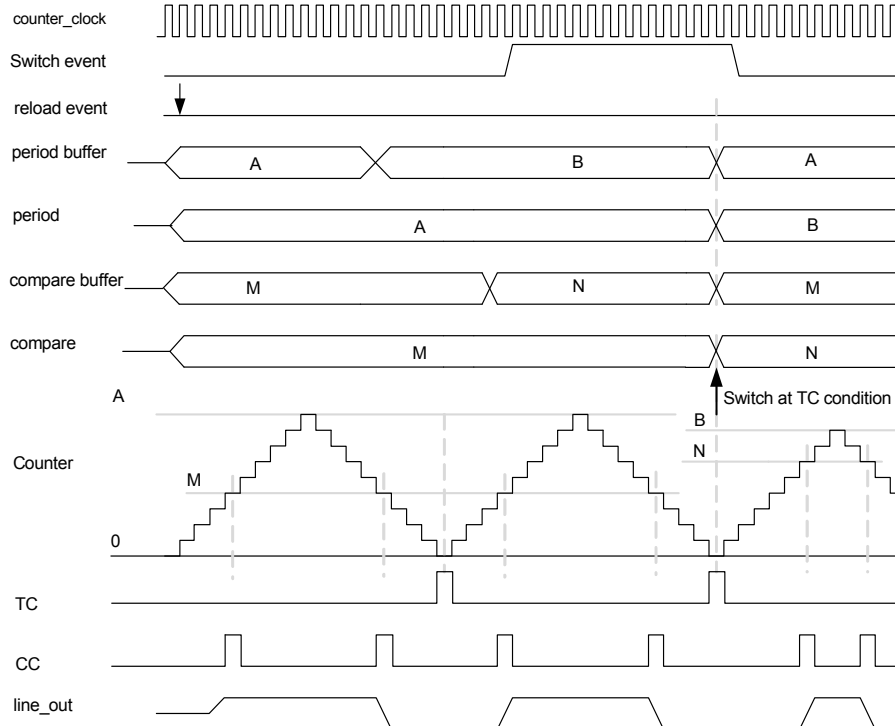 counter_clock
Switch event
reload event
period buffer A B A
period A B
compare buffer M N M
compare M N
Switch at TC condition
A
B
Counter
N
M
0
TC
CC
line_out